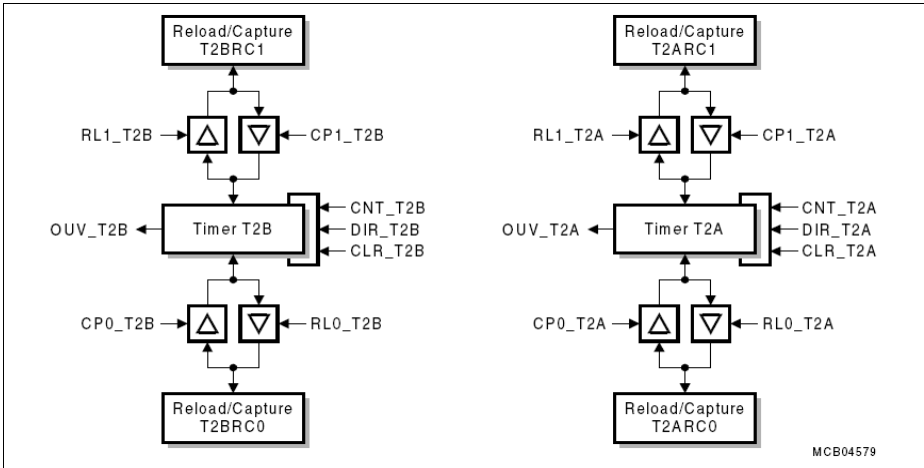 Reload/Capture
T2BRC1
RL1_T2B
CP1_T2B
OUV_T2B
Timer T2B
CNT_T2B
DIR_T2B
CLR_T2B
CP0_T2B
RL0_T2B
Reload/Capture
T2BRC0
Reload/Capture
T2ARC1
RL1_T2A
CP1_T2A
OUV_T2A
Timer T2A
CNT_T2A
DIR_T2A
CLR_T2A
CP0_T2A
RL0_T2A
Reload/Capture
T2ARC0
MCB04579